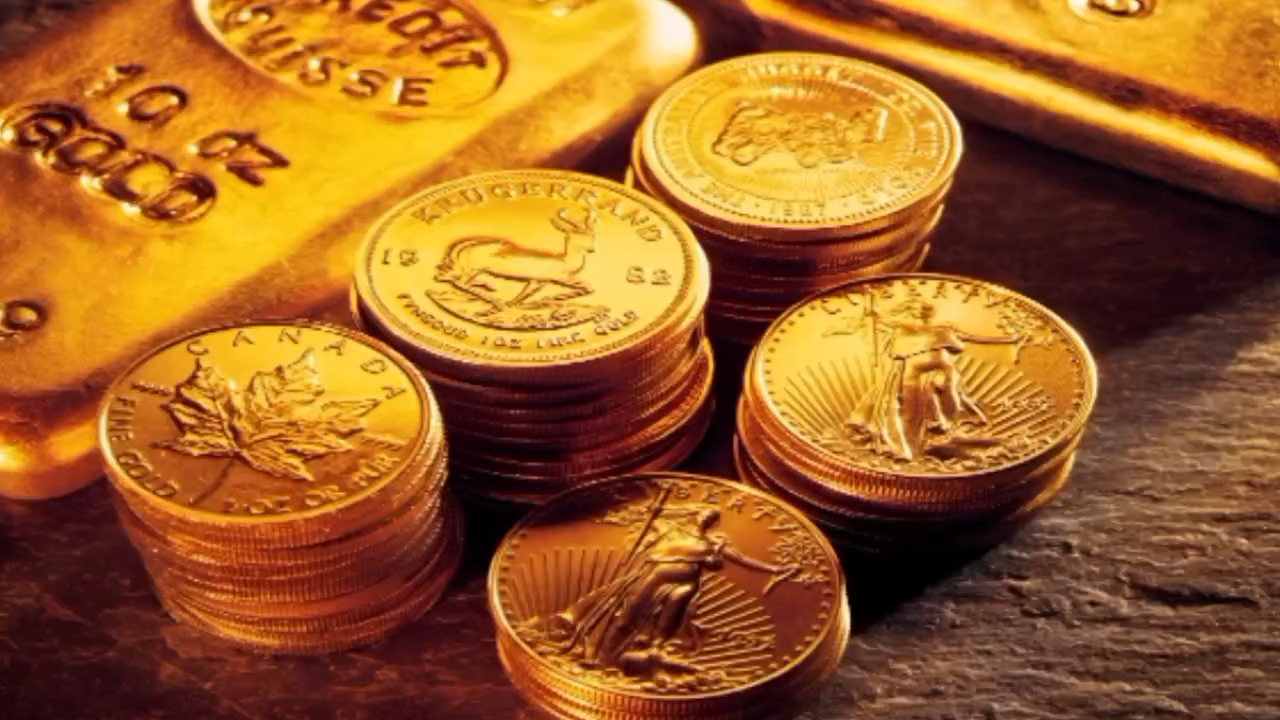 CREDIT
SUISSE
10 oz
GOLD
KRUGERRAND
19 82
FYNGOUD 1 OZ FINE GOLD
CANADA
FINE GOLD 1 OZ OR PUR
LIBERTY
LIBERTY